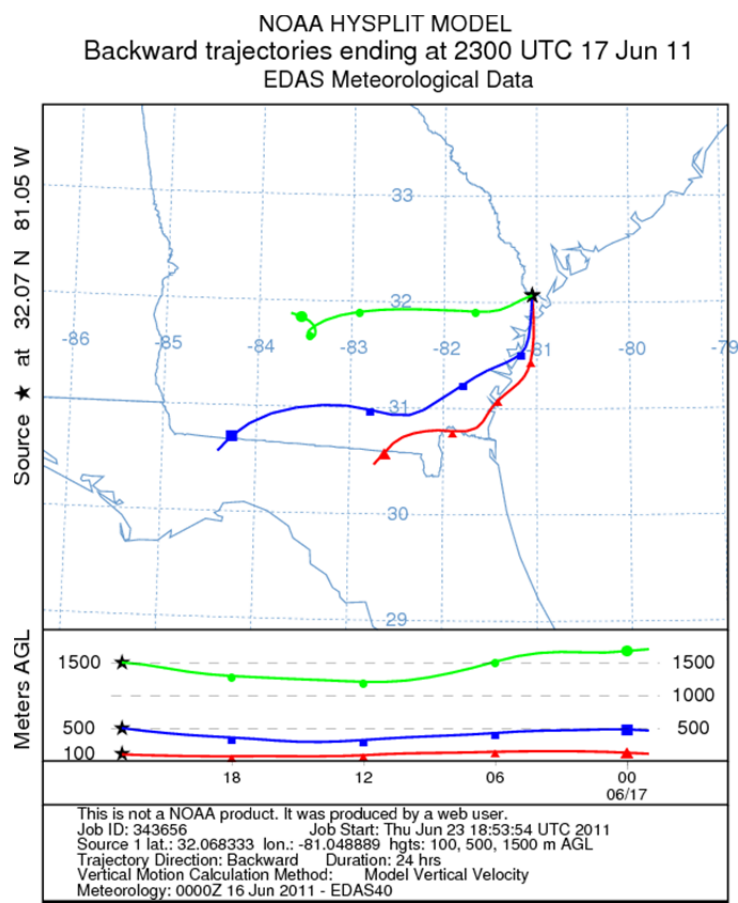 NOAA HYSPLIT MODEL
Backward trajectories ending at 2300 UTC 17 Jun 11
EDAS Meteorological Data
Source ★ at 32.07 N 81.05 W
33
32
-86 -85 -84 -83 -82 -81 -80 -79
31
30
29
Meters AGL
1500 1500
1000
500 500
100
18 12 06 00
06/17
This is not a NOAA product. It was produced by a web user.
Job ID: 343656 Job Start: Thu Jun 23 18:53:54 UTC 2011
Source 1 lat.: 32.068333 lon.: -81.048889 hgts: 100, 500, 1500 m AGL
Trajectory Direction: Backward Duration: 24 hrs
Vertical Motion Calculation Method: Model Vertical Velocity
Meteorology: 0000Z 16 Jun 2011 - EDAS40